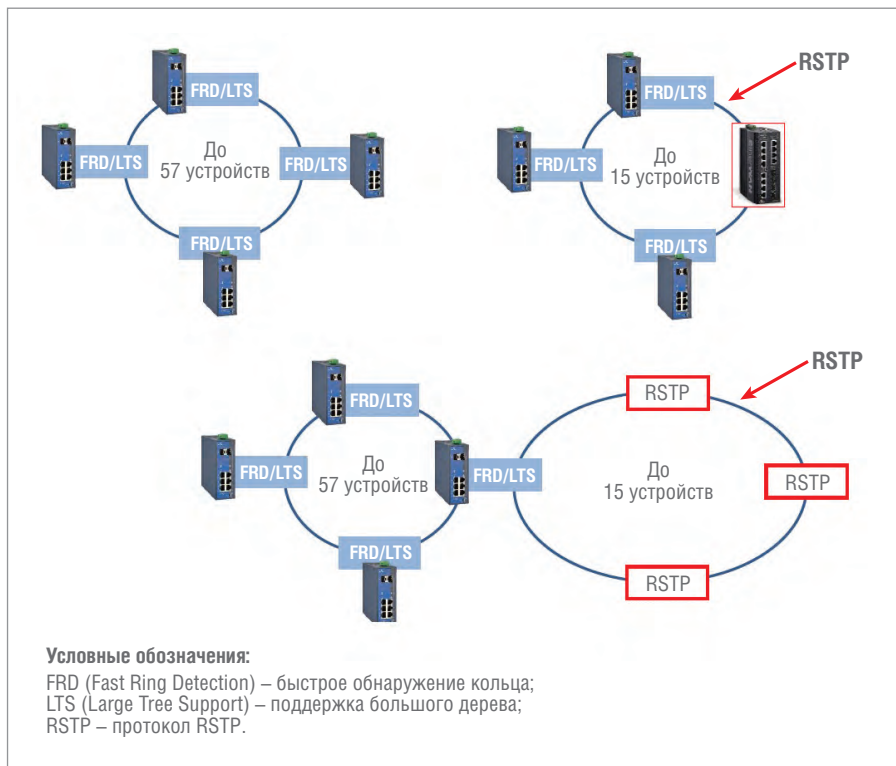 FRD/LTS
FRD/LTS
До
57 устройств
FRD/LTS
FRD/LTS
RSTP
FRD/LTS
FRD/LTS
До
15 устройств
FRD/LTS
RSTP
FRD/LTS
FRD/LTS
До
57 устройств
FRD/LTS
FRD/LTS
RSTP
До
15 устройств
RSTP
RSTP
Условные обозначения:
FRD (Fast Ring Detection) – быстрое обнаружение кольца;
LTS (Large Tree Support) – поддержка большого дерева;
RSTP – протокол RSTP.